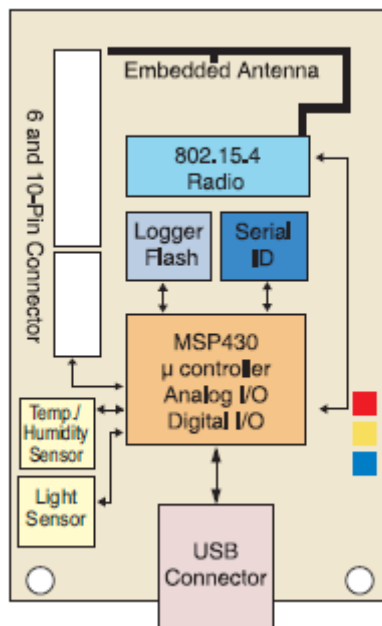 Embedded Antenna
6 and 10-Pin Connector
802.15.4
Radio
Logger
Flash
Serial
ID
MSP430
µ controller
Analog I/O
Digital I/O
Temp./
Humidity
Sensor
Light
Sensor
USB
Connector